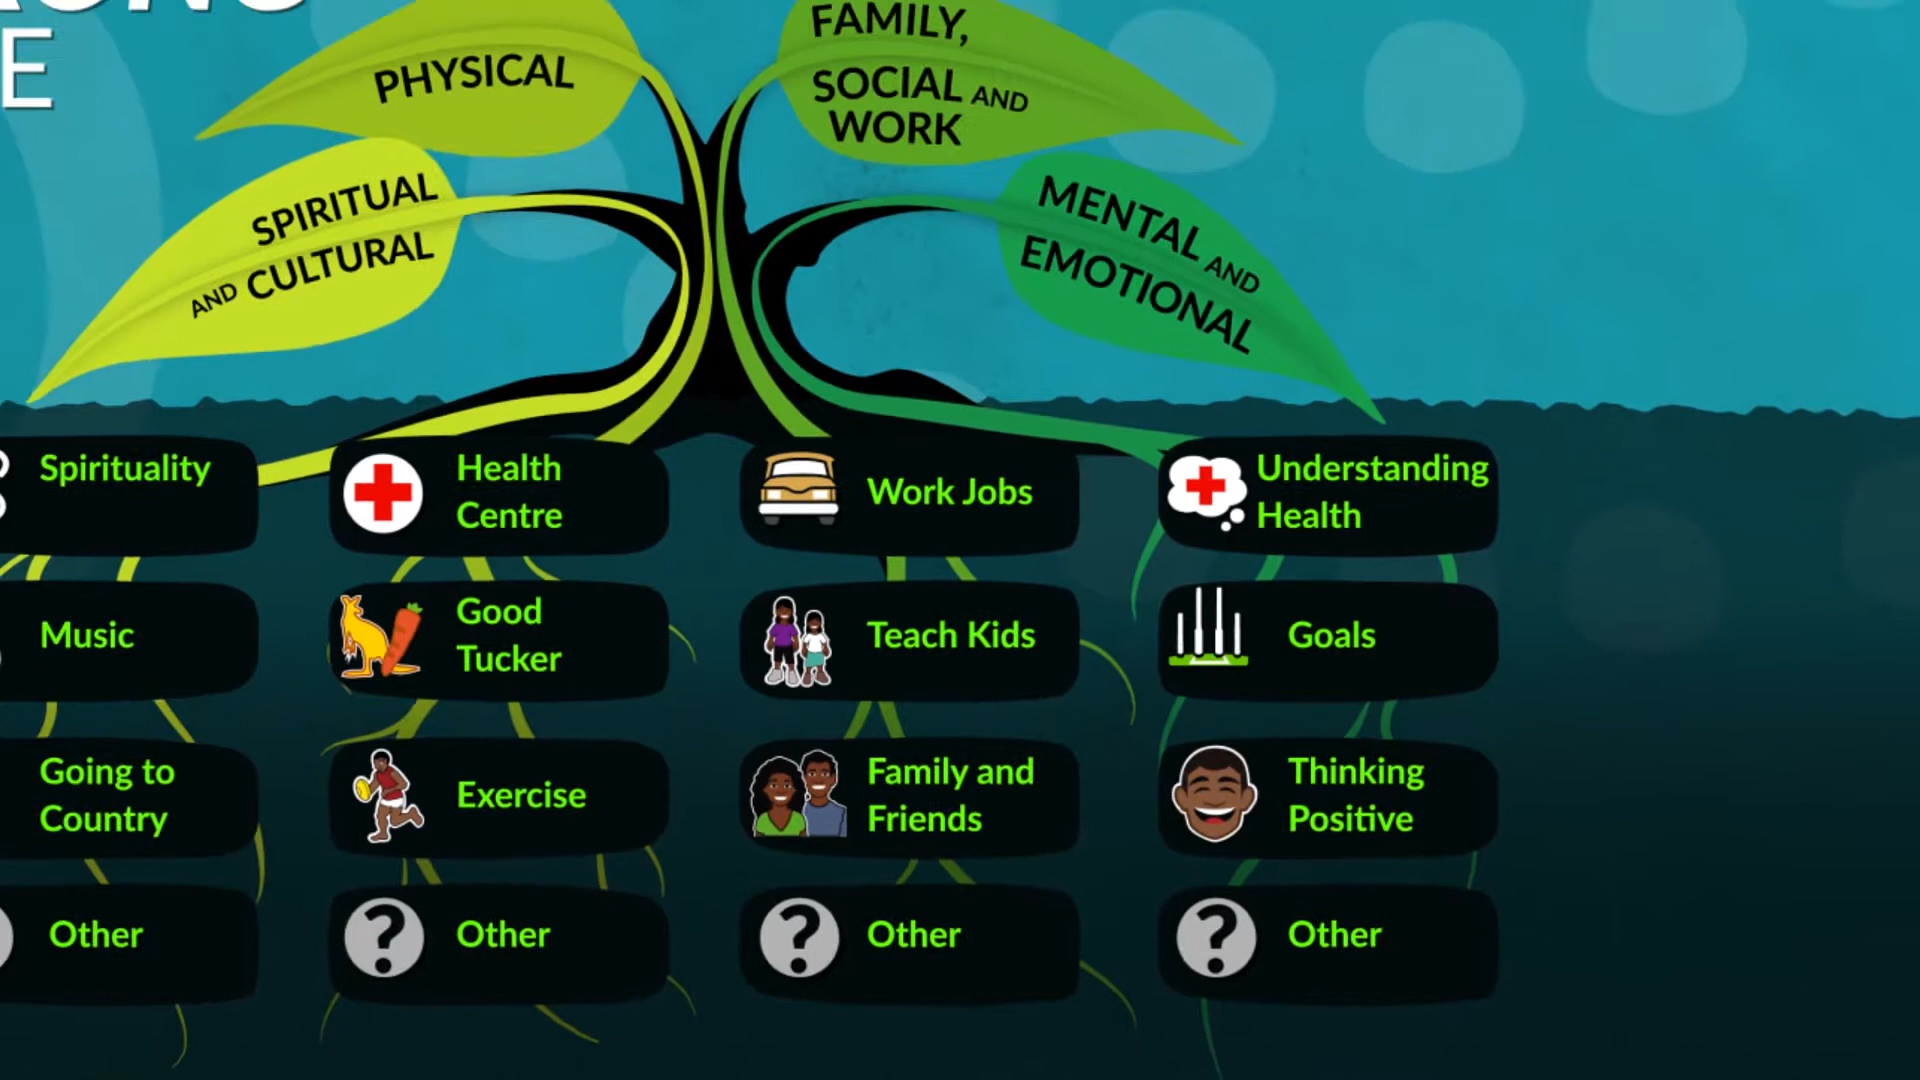 E
PHYSICAL
FAMILY,
SOCIAL AND
WORK
SPIRITUAL
AND CULTURAL
MENTAL AND
EMOTIONAL
Spirituality
Health
Centre
Work Jobs
Understanding
Health
Music
Good
Tucker
Teach Kids
Goals
Going to
Country
Exercise
Family and
Friends
Thinking
Positive
Other
? Other
? Other
? Other